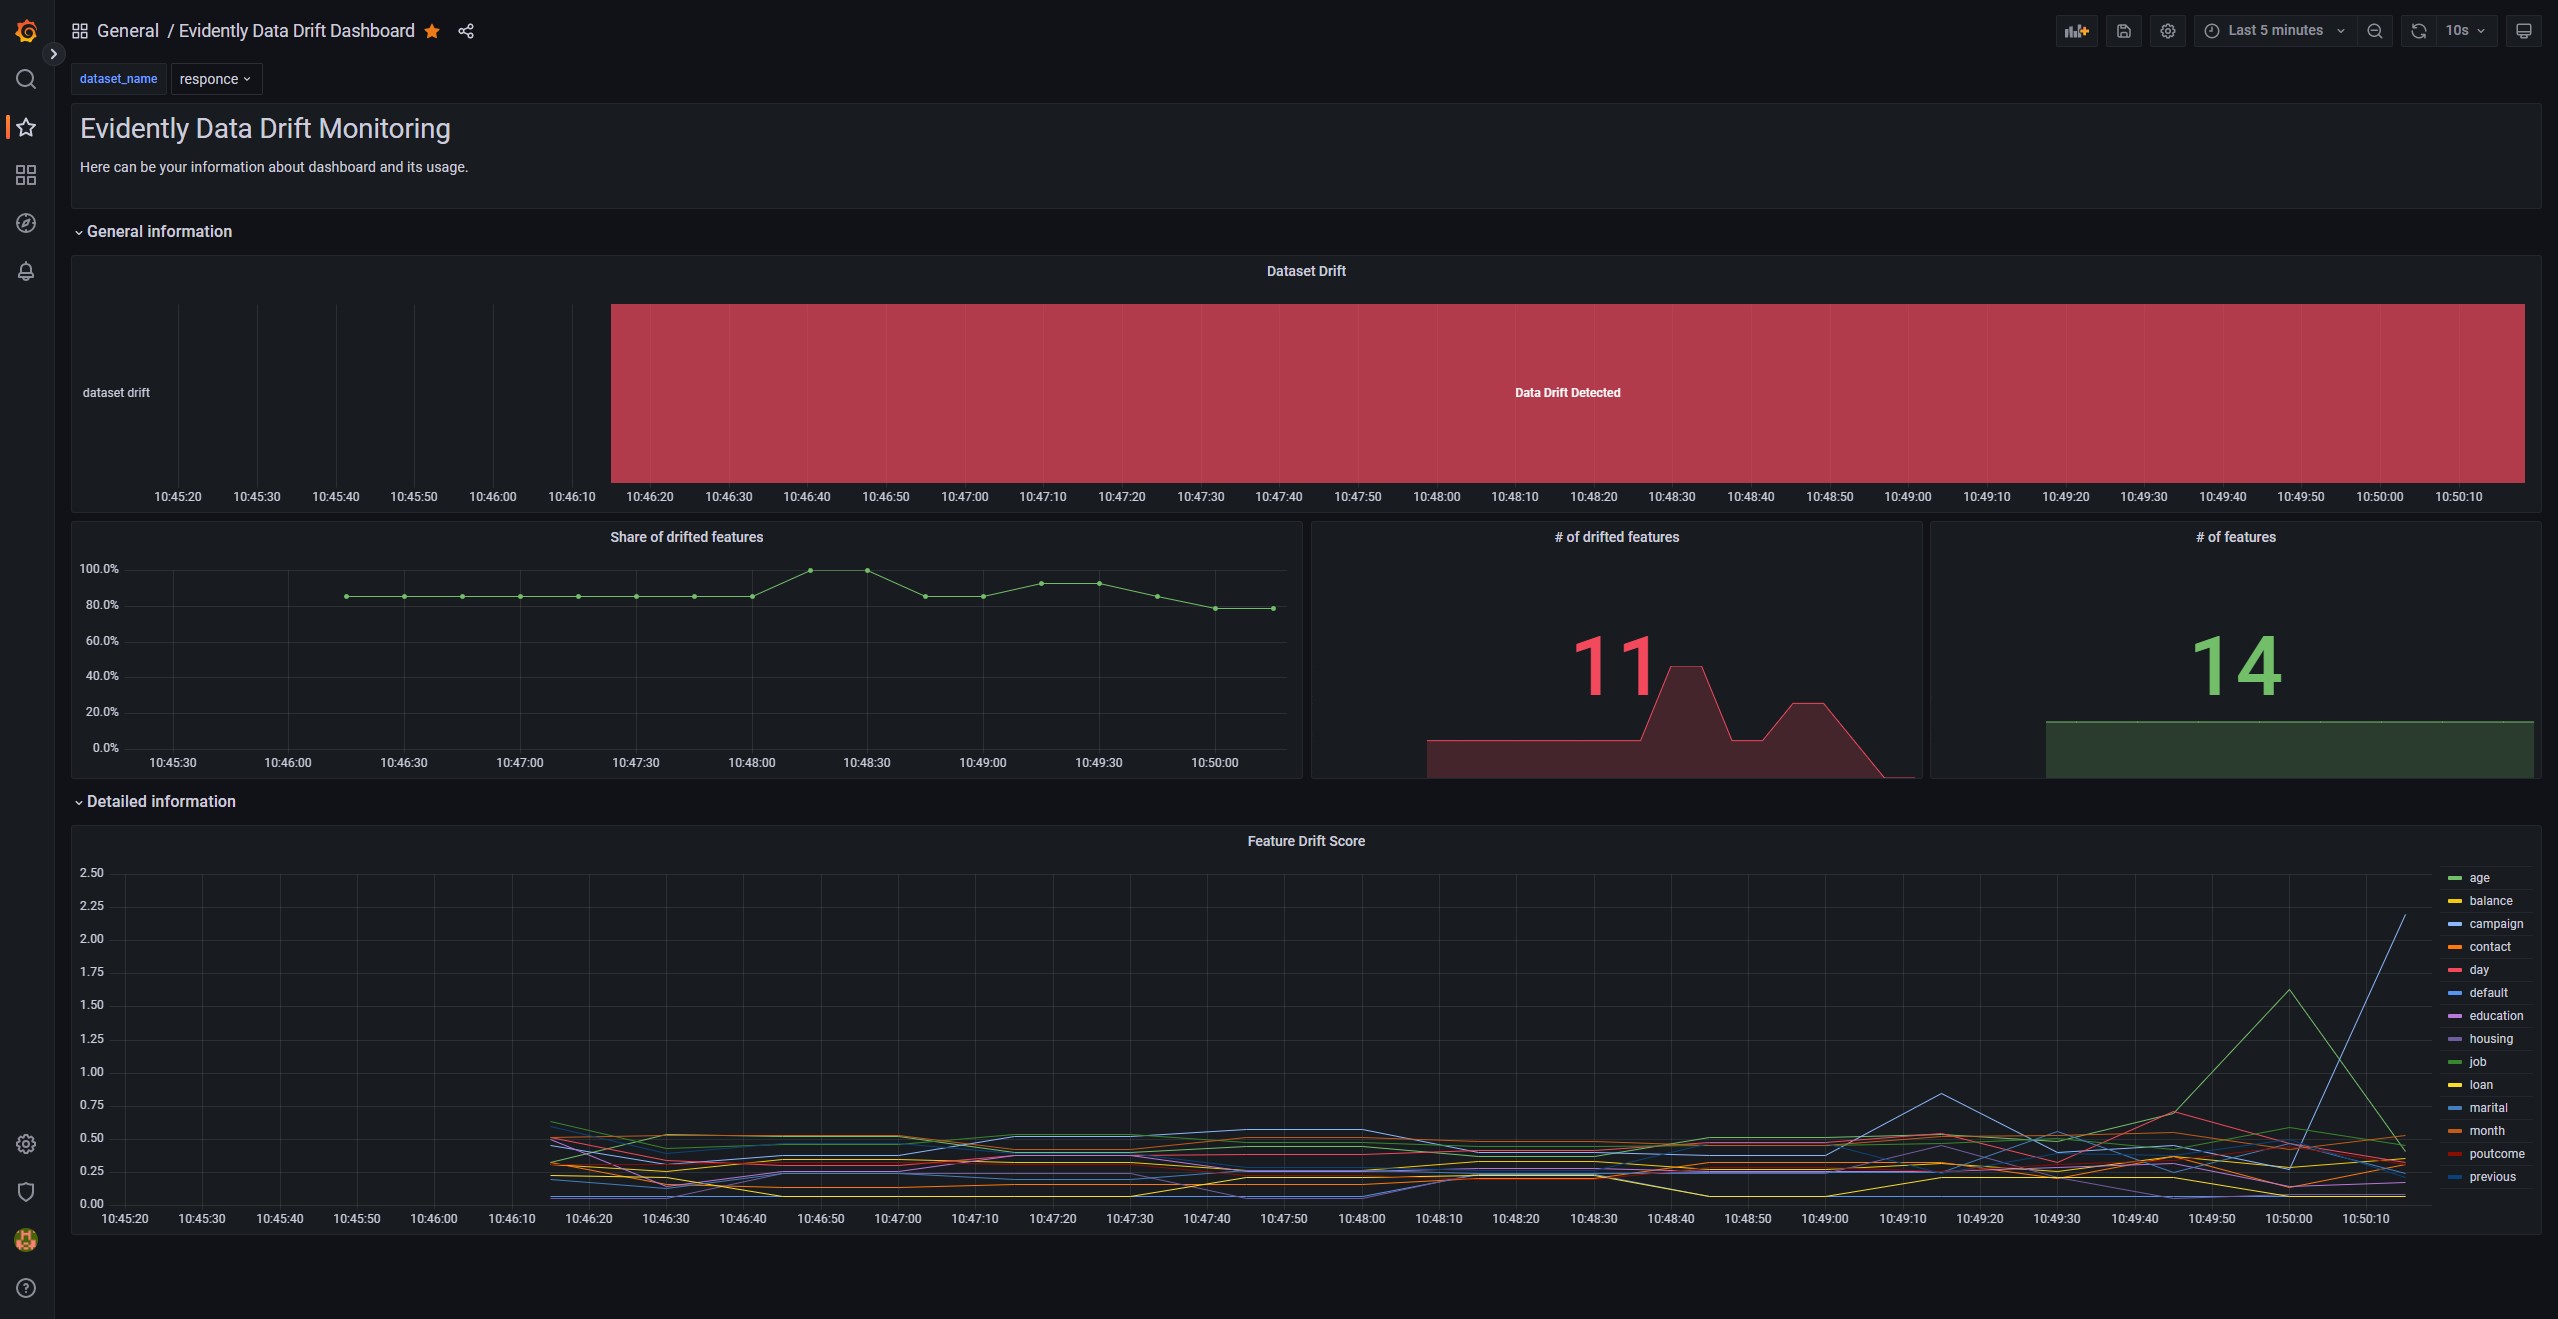 General / Evidently Data Drift Dashboard
Last 5 minutes
10s
dataset_name
responce
Evidently Data Drift Monitoring
Here can be your information about dashboard and its usage.
General information
Dataset Drift
dataset drift
Data Drift Detected
10:45:20 10:45:30 10:45:40 10:45:50 10:46:00 10:46:10 10:46:20 10:46:30 10:46:40 10:46:50 10:47:00 10:47:10 10:47:20 10:47:30 10:47:40 10:47:50 10:48:00 10:48:10 10:48:20 10:48:30 10:48:40 10:48:50 10:49:00 10:49:10 10:49:20 10:49:30 10:49:40 10:49:50 10:50:00 10:50:10
Share of drifted features
100.0%
80.0%
60.0%
40.0%
20.0%
0.0%
10:45:30 10:46:00 10:46:30 10:47:00 10:47:30 10:48:00 10:48:30 10:49:00 10:49:30 10:50:00
# of drifted features
11
# of features
14
Detailed information
Feature Drift Score
2.50
2.25
2.00
1.75
1.50
1.25
1.00
0.75
0.50
0.25
0.00
10:45:20 10:45:30 10:45:40 10:45:50 10:46:00 10:46:10 10:46:20 10:46:30 10:46:40 10:46:50 10:47:00 10:47:10 10:47:20 10:47:30 10:47:40 10:47:50 10:48:00 10:48:10 10:48:20 10:48:30 10:48:40 10:48:50 10:49:00 10:49:10 10:49:20 10:49:30 10:49:40 10:49:50 10:50:00 10:50:10
age
balance
campaign
contact
day
default
education
housing
job
loan
marital
month
poutcome
previous